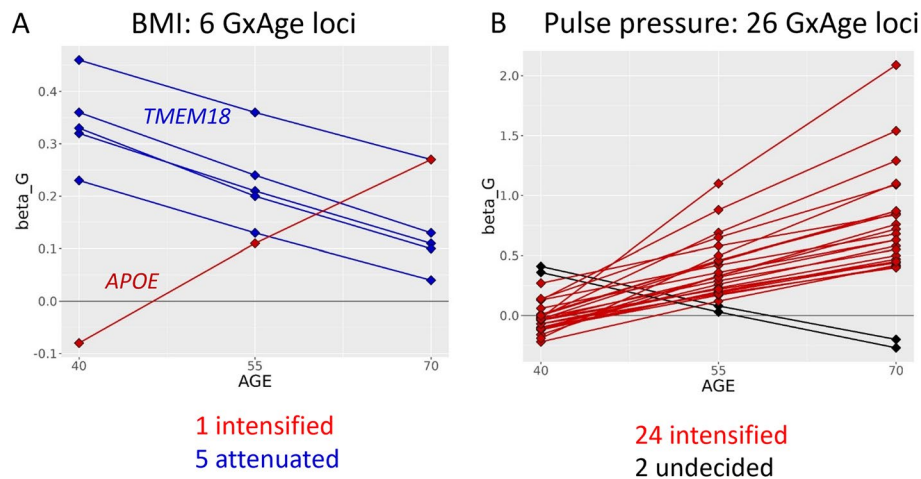 A
BMI: 6 GxAge loci
0.4
0.3
0.2
0.1
0.0
-0.1
beta_G
TMEM18
APOE
40
55
70
AGE
1 intensified
5 attenuated
B
Pulse pressure: 26 GxAge loci
2.0
1.5
1.0
0.5
0.0
beta_G
40
55
70
AGE
24 intensified
2 undecided